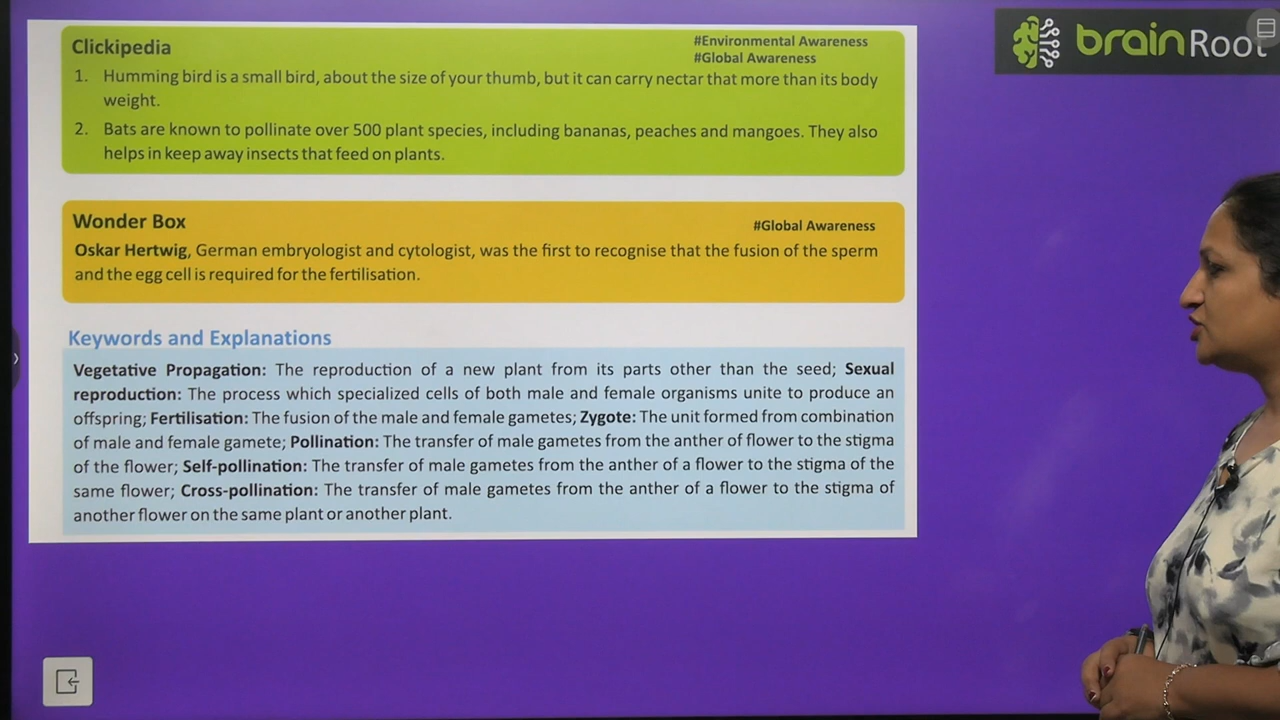 Clickipedia
#Environmental Awareness
#Global Awareness
1. Humming bird is a small bird, about the size of your thumb, but it can carry nectar that more than its body
weight.
2. Bats are known to pollinate over 500 plant species, including bananas, peaches and mangoes. They also
helps in keep away insects that feed on plants.
Wonder Box
#Global Awareness
Oskar Hertwig, German embryologist and cytologist, was the first to recognise that the fusion of the sperm
and the egg cell is required for the fertilisation.
Keywords and Explanations
Vegetative Propagation: The reproduction of a new plant from its parts other than the seed; Sexual
reproduction: The process which specialized cells of both male and female organisms unite to produce an
offspring; Fertilisation: The fusion of the male and female gametes; Zygote: The unit formed from combination
of male and female gamete; Pollination: The transfer of male gametes from the anther of flower to the stigma
of the flower; Self-pollination: The transfer of male gametes from the anther of a flower to the stigma of the
same flower; Cross-pollination: The transfer of male gametes from the anther of a flower to the stigma of
another flower on the same plant or another plant.
brainRoot